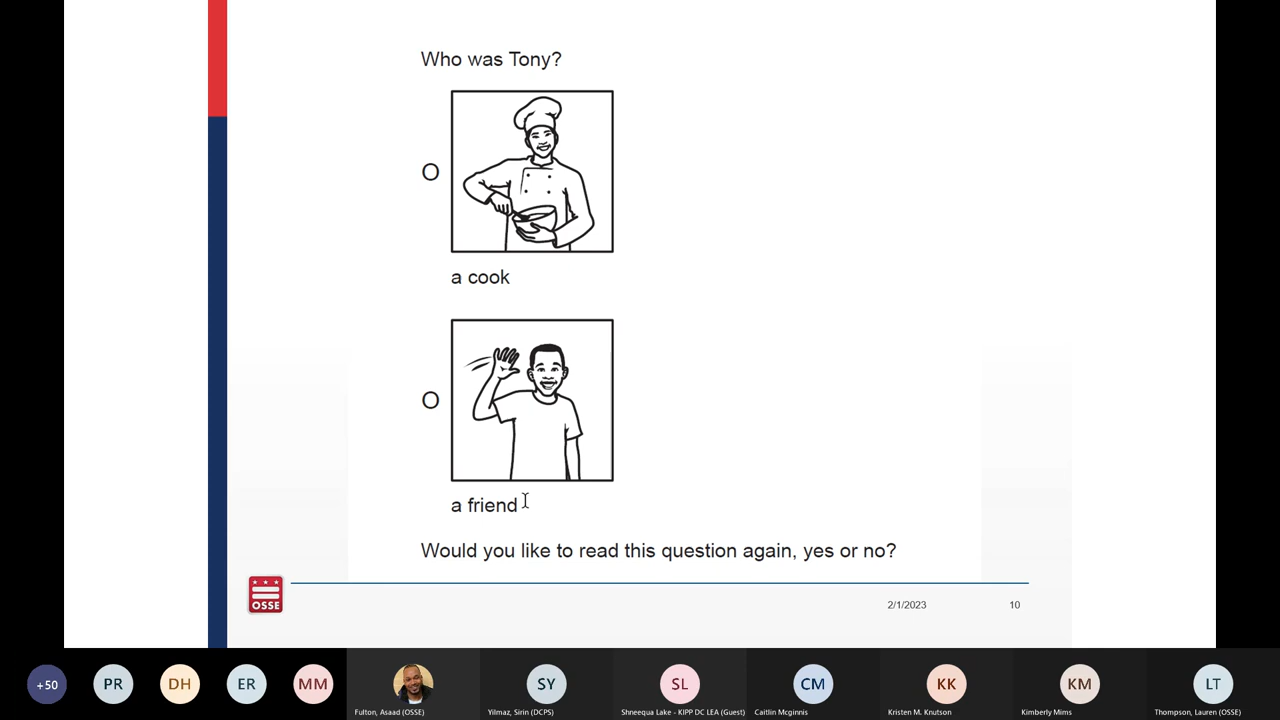 Who was Tony?
O
a cook
O
a friend
Would you like to read this question again, yes or no?
OSSE
2/1/2023
10
+50
PR
DH
ER
MM
SY
SL
CM
KK
KM
LT
Fulton, Asaad (OSSE)
Yilmaz, Sirin (DCPS)
Shneequa Lake - KIPP DC LEA (Guest)
Caitlin Mcginnis
Kristen M. Knutson
Kimberly Mims
Thompson, Lauren (OSSE)